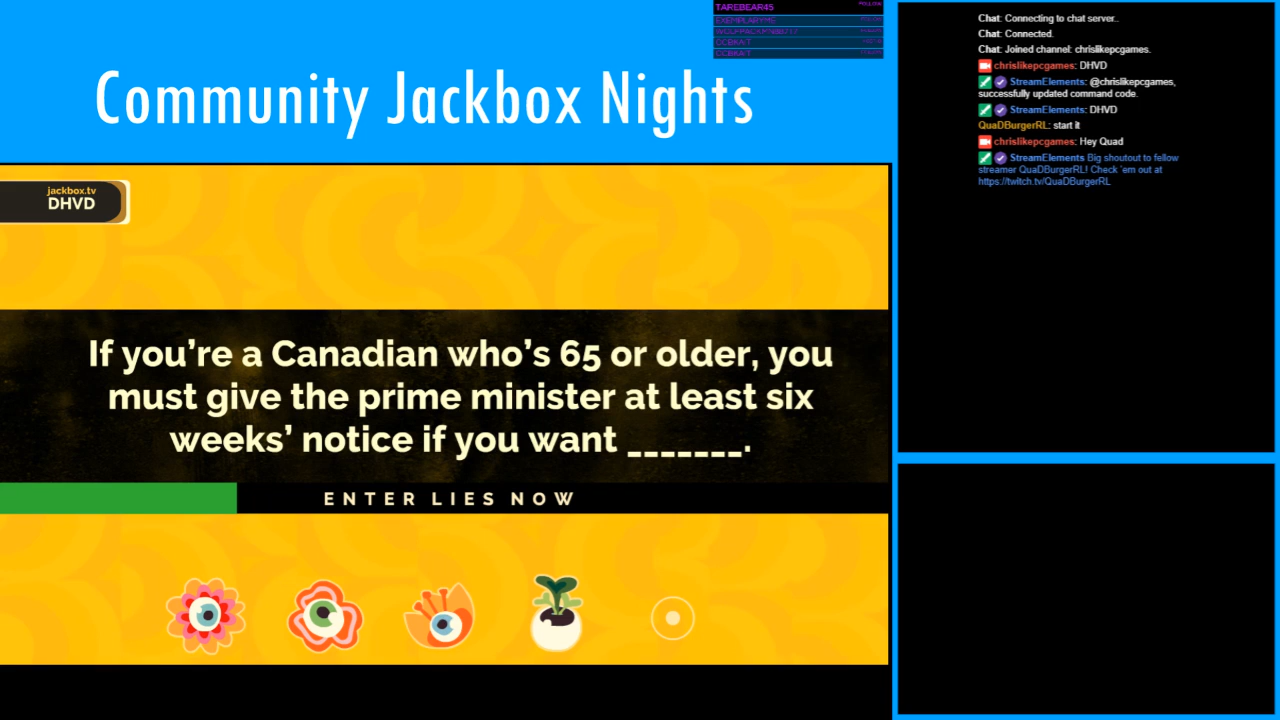 TAREBEAR45
EXEMPLARYME
Community Jackbox Nights
jackbox.tv
DHVD
If you're a Canadian who's 65 or older, you
must give the prime minister at least six
weeks' notice if you want _______.
ENTER LIES NOW
Chat: Connecting to chat server..
Chat: Connected.
Chat: Joined channel: chrislikepcgames.
chrislikepcgames: DHVD
StreamElements: @chrislikepcgames,
successfully updated command code.
StreamElements: DHVD
QuaDBurgerRL: start it
chrislikepcgames: Hey Quad
StreamElements Big shoutout to fellow
streamer QuaDBurgerRL! Check 'em out at
https://twitch.tv/QuaDBurgerRL